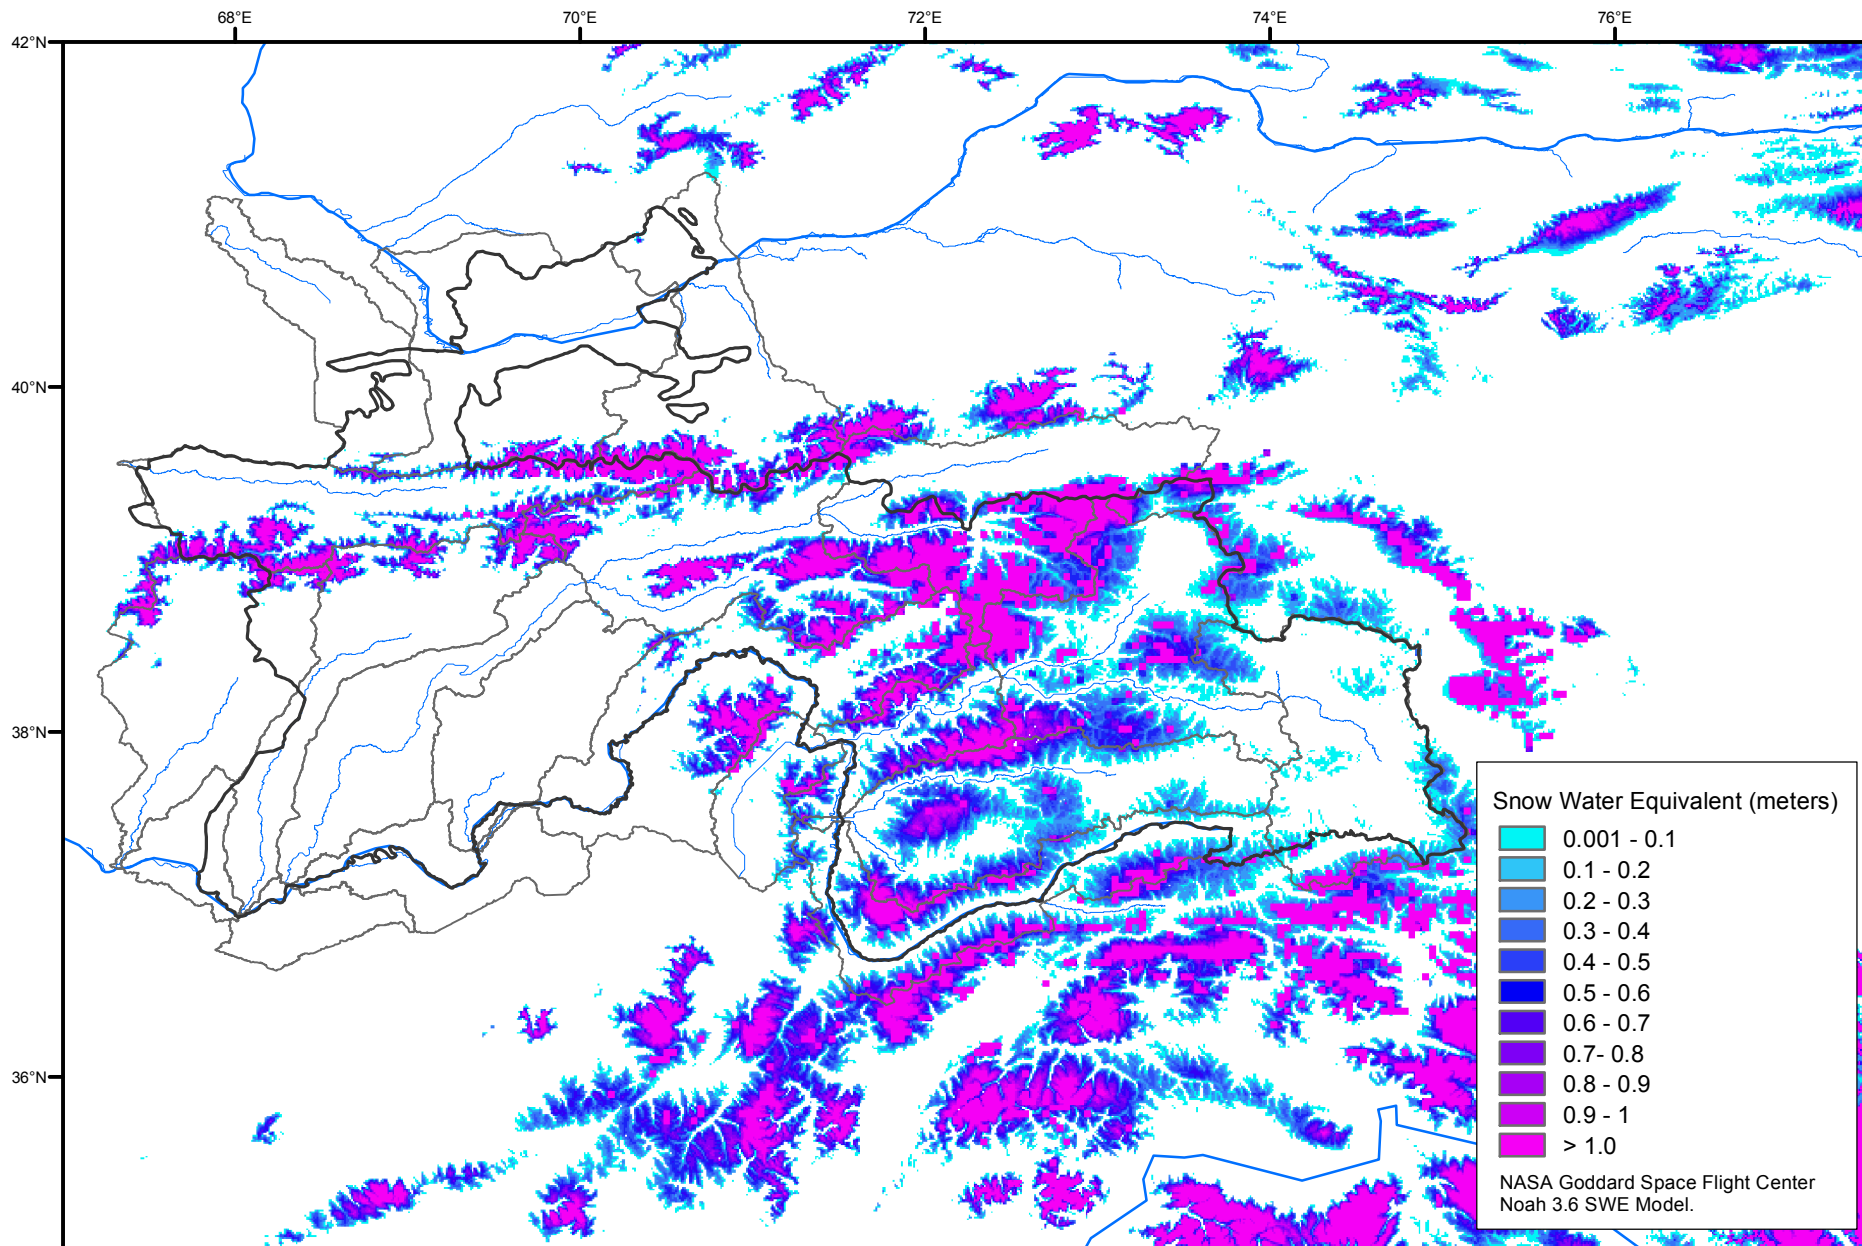 68°E 70°E 72°E 74°E 76°E
42°N
40°N
38°N
36°N
Snow Water Equivalent (meters)
0.001 - 0.1
0.1 - 0.2
0.2 - 0.3
0.3 - 0.4
0.4 - 0.5
0.5 - 0.6
0.6 - 0.7
0.7- 0.8
0.8 - 0.9
0.9 - 1
> 1.0
NASA Goddard Space Flight Center
Noah 3.6 SWE Model.